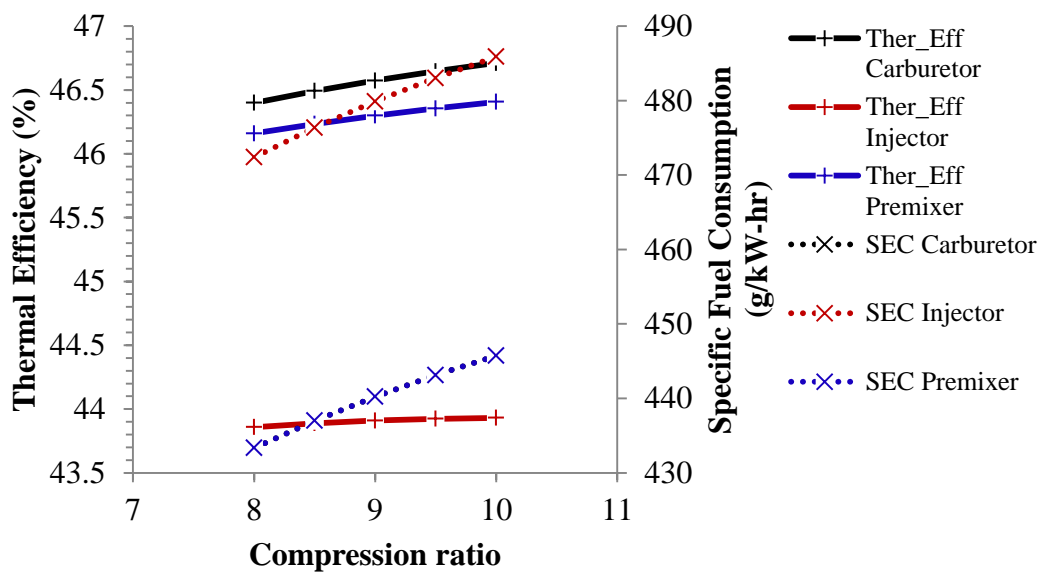 47
46.5
46
45.5
45
44.5
44
43.5
Thermal Efficiency (%)
490
480
470
460
450
440
430
Specific Fuel Consumption
(g/kW-hr)
7
8
9
10
11
Compression ratio
Ther_Eff
Carburetor
Ther_Eff
Injector
Ther_Eff
Premixer
SEC Carburetor
SEC Injector
SEC Premixer